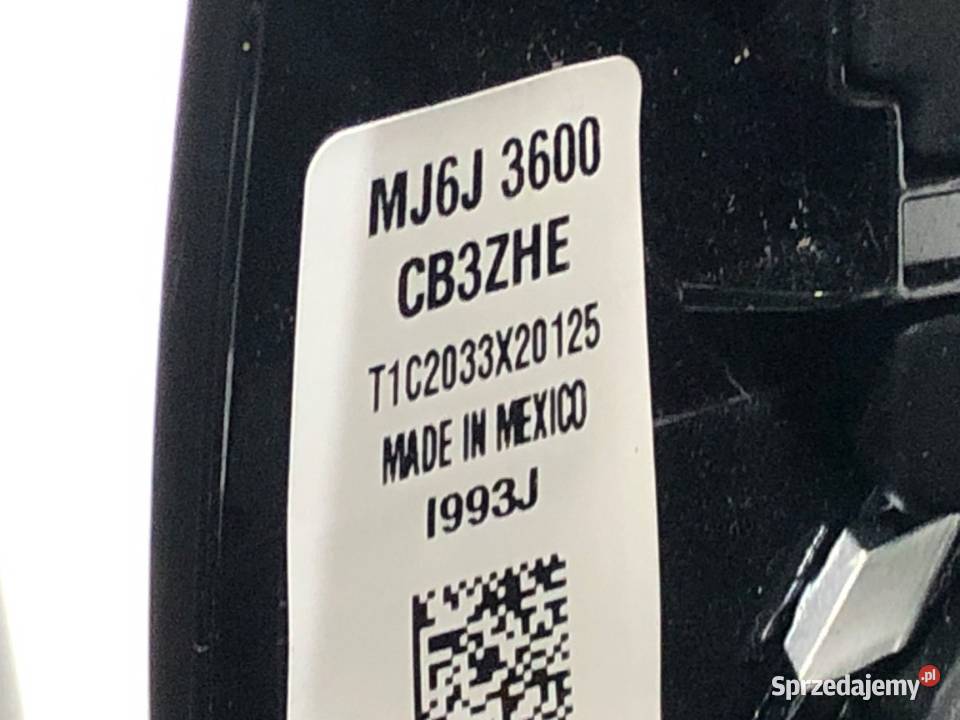 MJ6J 3600
CB3ZHE
T1C2033X20125
MADE IN MEXICO
I993J
Sprzedajemy.pl